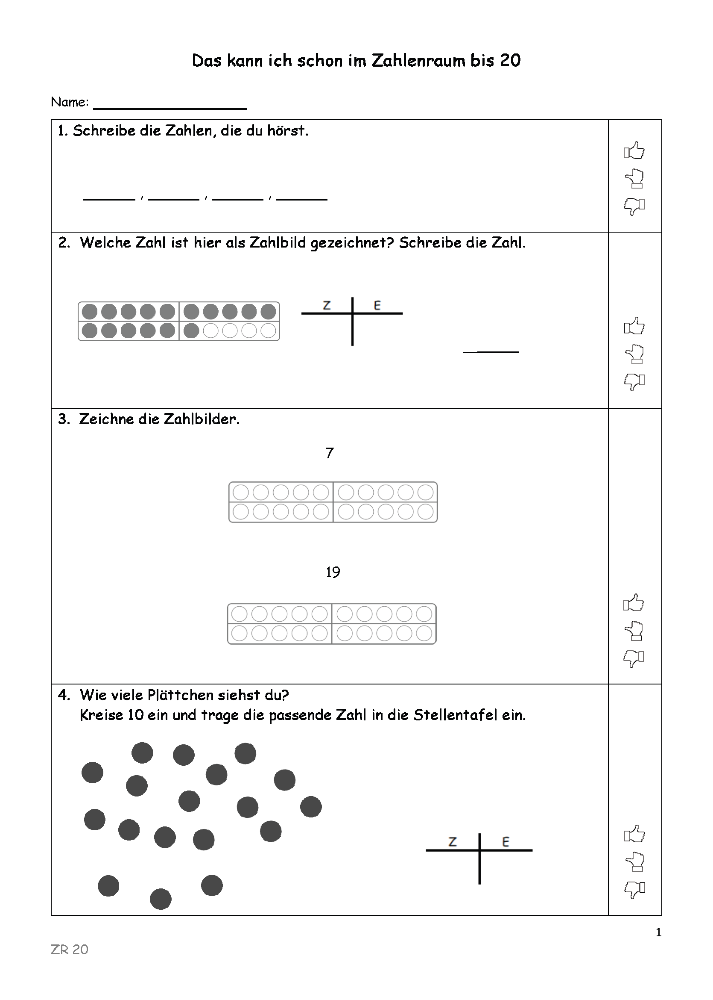 Das kann ich schon im Zahlenraum bis 20
Name: ____________________
1. Schreibe die Zahlen, die du hörst.
______ , ______ , ______ , ______
2. Welche Zahl ist hier als Zahlbild gezeichnet? Schreibe die Zahl.
Z E
3. Zeichne die Zahlbilder.
7
19
4. Wie viele Plättchen siehst du?
Kreise 10 ein und trage die passende Zahl in die Stellentafel ein.
Z E
1
ZR 20